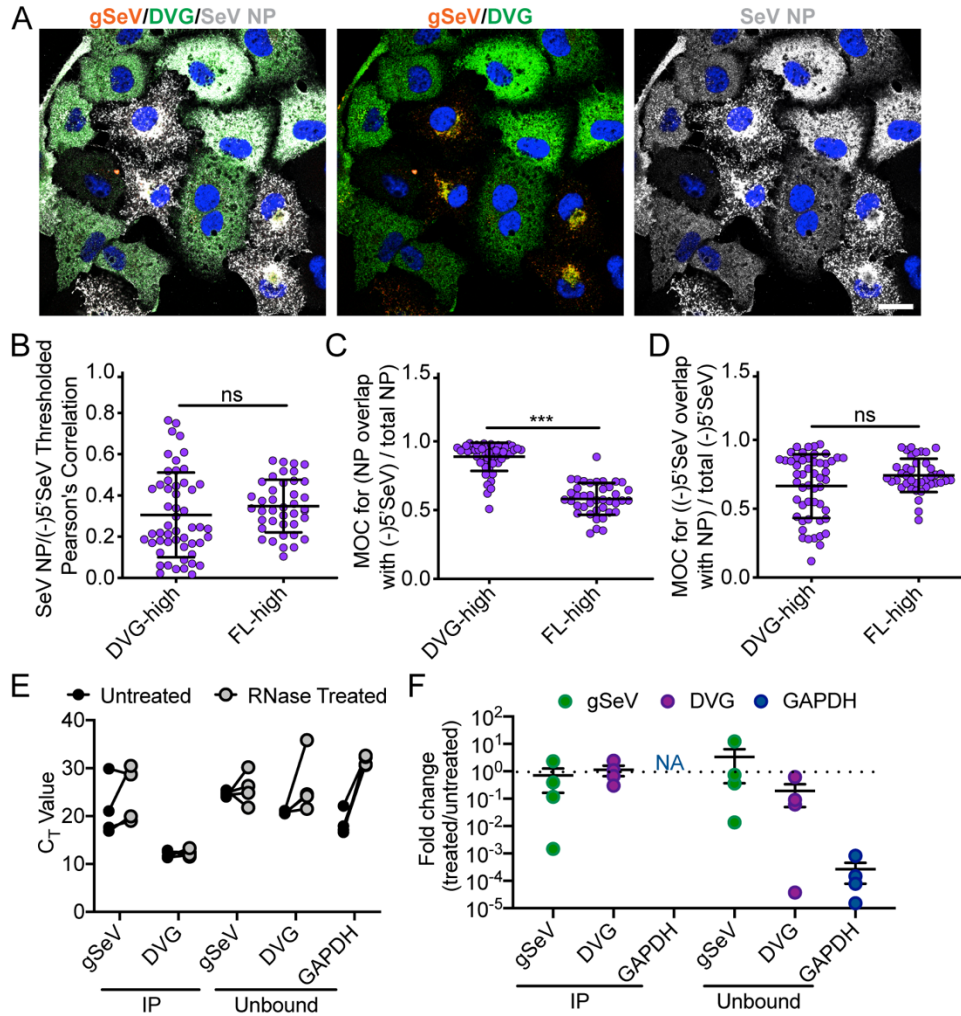 A
gSeV/DVG/SeV NP
gSeV/DVG
SeV NP
B
SeV NP/(-)5'SeV Thresholded
Pearson's Correlation
1.0
0.8
0.6
0.4
0.2
0.0
ns
DVG-high
FL-high
C
MOC for (NP overlap
with (-)5'SeV) / total NP)
1.5
1.0
0.5
0.0
***
DVG-high
FL-high
D
MOC for ((-)5'SeV overlap
with NP) / total (-)5'SeV)
1.5
1.0
0.5
0.0
ns
DVG-high
FL-high
E
Untreated
RNase Treated
CT Value
40
30
20
10
0
gSeV
DVG
gSeV
DVG
GAPDH
IP
Unbound
F
gSeV
DVG
GAPDH
Fold change
(treated/untreated)
10^2
10^1
10^0
10^-1
10^-2
10^-3
10^-4
10^-5
NA
gSeV
DVG
GAPDH
gSeV
DVG
GAPDH
IP
Unbound